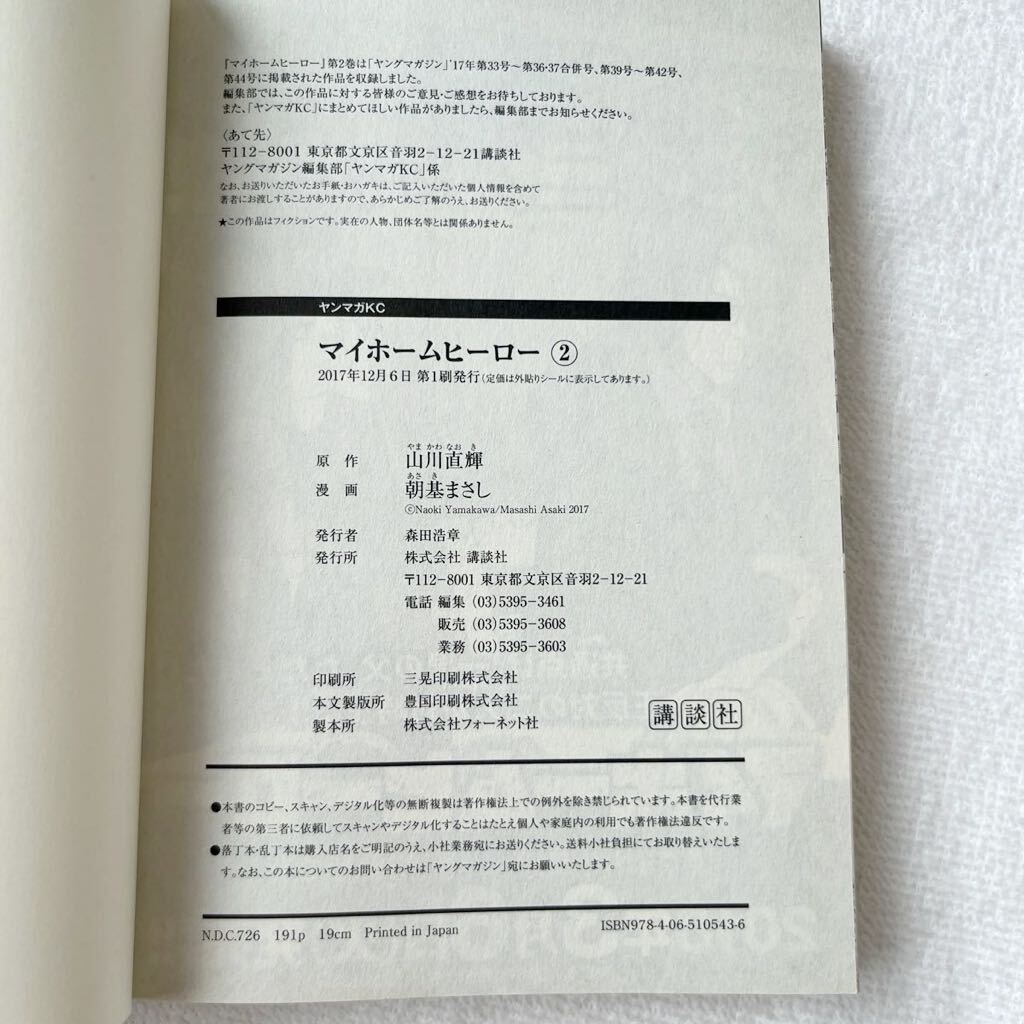 『マイホームヒーロー』第2巻は「ヤングマガジン」'17年第33号〜第36・37合併号、第39号〜第42号、
第44号に掲載された作品を収録しました。
編集部では、この作品に対する皆様のご意見・ご感想をお待ちしております。
また、「ヤンマガKC」にまとめてほしい作品がありましたら、編集部までお知らせください。
〈あて先〉
〒112-8001 東京都文京区音羽2-12-21講談社
ヤングマガジン編集部「ヤンマガKC」係
なお、お送りいただいたお手紙・おハガキは、ご記入いただいた個人情報を含めて
著者にお渡しすることがありますので、あらかじめご了解のうえ、お送りください。
★この作品はフィクションです。実在の人物、団体名等とは関係ありません。
ヤンマガKC
マイホームヒーロー ②
2017年12月6日 第1刷発行(定価は外貼りシールに表示してあります。)
やま かわ なお き
原作 山川直輝
あさ き
漫画 朝基まさし
©Naoki Yamakawa/Masashi Asaki 2017
発行者 森田浩章
発行所 株式会社 講談社
〒112-8001 東京都文京区音羽2-12-21
電話 編集 (03)5395-3461
販売 (03)5395-3608
業務 (03)5395-3603
印刷所 三晃印刷株式会社
本文製版所 豊国印刷株式会社
製本所 株式会社フォーネット社
講談社
●本書のコピー、スキャン、デジタル化等の無断複製は著作権法上での例外を除き禁じられています。本書を代行業
者等の第三者に依頼してスキャンやデジタル化することはたとえ個人や家庭内の利用でも著作権法違反です。
●落丁本・乱丁本は購入店名をご明記のうえ、小社業務宛にお送りください。送料小社負担にてお取り替えいたしま
す。なお、この本についてのお問い合わせは「ヤングマガジン」宛にお願いいたします。
N.D.C.726 191p 19cm Printed in Japan
ISBN978-4-06-510543-6